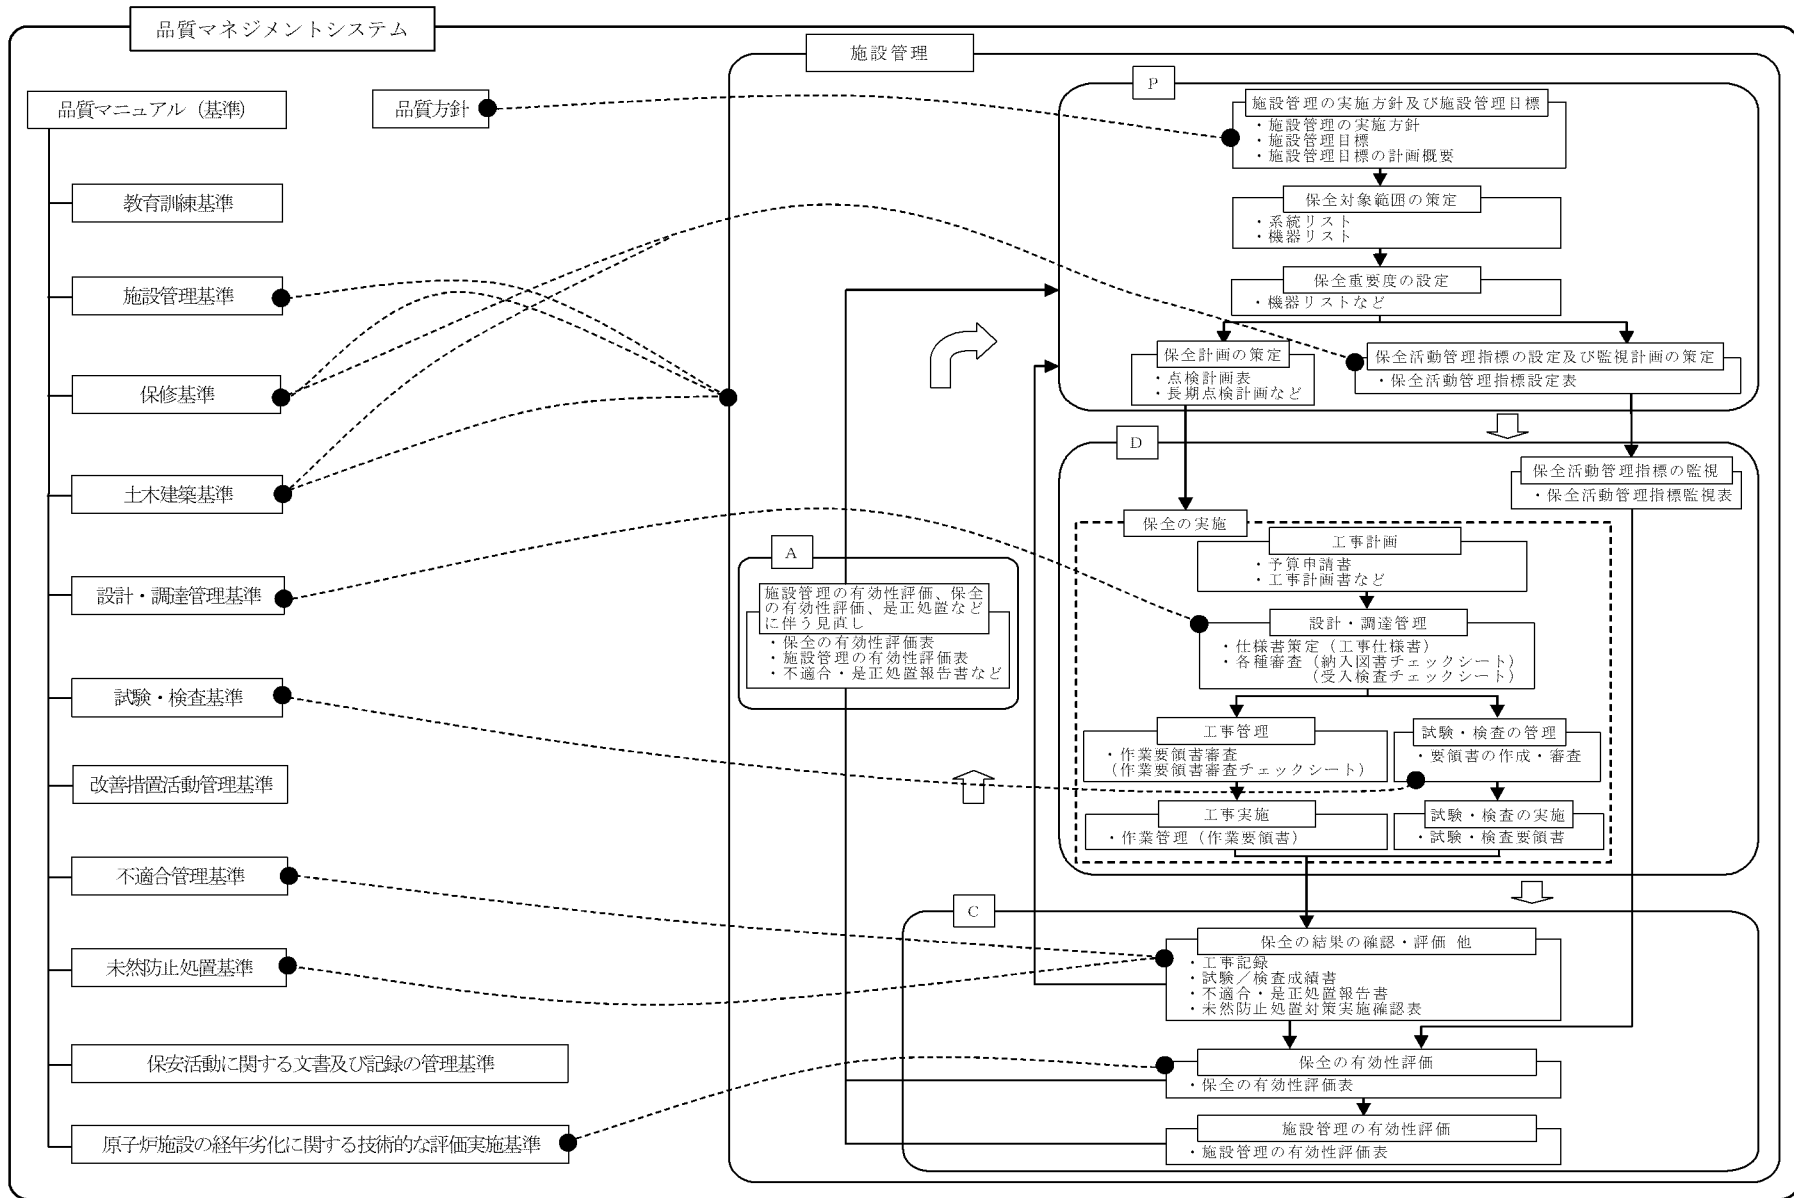 品質マネジメントシステム
品質マニュアル（基準）
品質方針
教育訓練基準
施設管理基準
保修基準
土木建築基準
設計・調達管理基準
試験・検査基準
改善措置活動管理基準
不適合管理基準
未然防止処置基準
保安活動に関する文書及び記録の管理基準
原子炉施設の経年劣化に関する技術的な評価実施基準
施設管理
P
施設管理の実施方針及び施設管理目標
・施設管理の実施方針
・施設管理目標
・施設管理目標の計画概要
保全対象範囲の策定
・系統リスト
・機器リスト
保全重要度の設定
・機器リストなど
保全計画の策定
・点検計画表
・長期点検計画など
保全活動管理指標の設定及び監視計画の策定
・保全活動管理指標設定表
D
保全活動管理指標の監視
・保全活動管理指標監視表
保全の実施
工事計画
・予算申請書
・工事計画書など
設計・調達管理
・仕様書策定（工事仕様書）
・各種審査（納入図書チェックシート）
（受入検査チェックシート）
工事管理
・作業要領書審査
（作業要領書審査チェックシート）
試験・検査の管理
・要領書の作成・審査
工事実施
・作業管理（作業要領書）
試験・検査の実施
・試験・検査要領書
A
施設管理の有効性評価、保全
の有効性評価、是正処置など
に伴う見直し
・保全の有効性評価表
・施設管理の有効性評価表
・不適合・是正処置報告書など
C
保全の結果の確認・評価 他
・工事記録
・試験／検査成績書
・不適合・是正処置報告書
・未然防止処置対策実施確認表
保全の有効性評価
・保全の有効性評価表
施設管理の有効性評価
・施設管理の有効性評価表